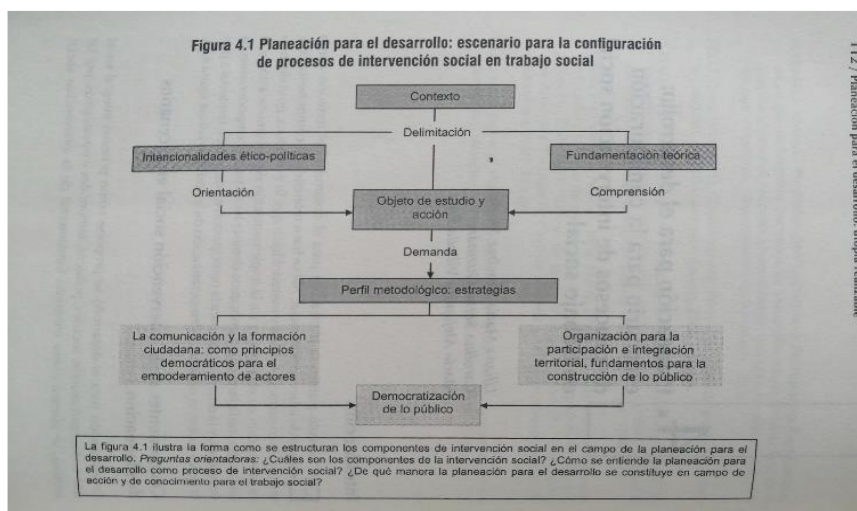 Figura 4.1 Planeación para el desarrollo: escenario para la configuración
de procesos de intervención social en trabajo social
Contexto
Delimitación
Intencionalidades ético-políticas
Fundamentación teórica
Orientación
Comprensión
Objeto de estudio y
acción
Demanda
Perfil metodológico: estrategias
La comunicación y la formación
ciudadana: como principios
democráticos para el
empoderamiento de actores
Organización para la
participación e integración
territorial, fundamentos para la
construcción de lo público
Democratización
de lo público
La figura 4.1 ilustra la forma como se estructuran los componentes de intervención social en el campo de la planeación para el
desarrollo. Preguntas orientadoras: ¿Cuáles son los componentes de la intervención social? ¿Cómo se entiende la planeación para
el desarrollo como proceso de intervención social? ¿De qué manera la planeación para el desarrollo se constituye en campo de
acción y de conocimiento para el trabajo social?
112 / Planeación para el desarrollo: